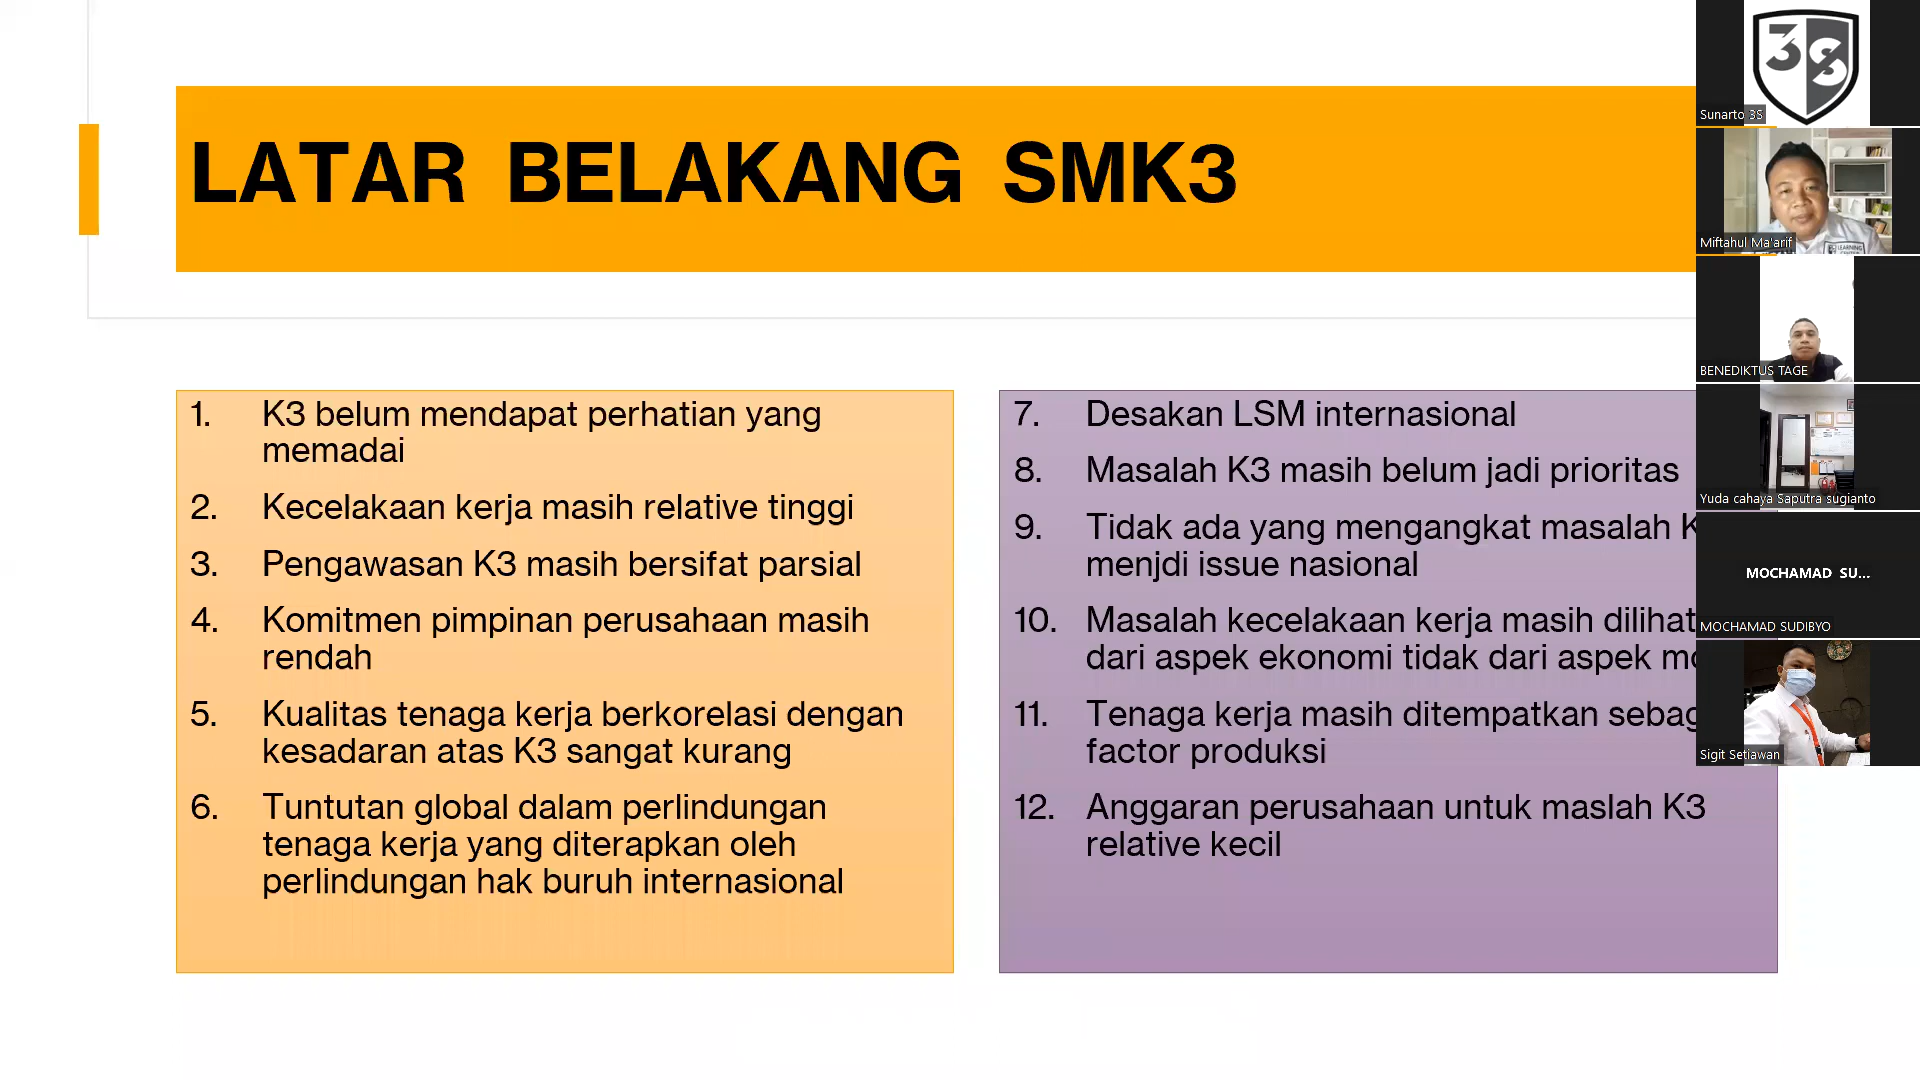 LATAR BELAKANG SMK3
1. K3 belum mendapat perhatian yang
memadai
2. Kecelakaan kerja masih relative tinggi
3. Pengawasan K3 masih bersifat parsial
4. Komitmen pimpinan perusahaan masih
rendah
5. Kualitas tenaga kerja berkorelasi dengan
kesadaran atas K3 sangat kurang
6. Tuntutan global dalam perlindungan
tenaga kerja yang diterapkan oleh
perlindungan hak buruh internasional
7. Desakan LSM internasional
8. Masalah K3 masih belum jadi prioritas
9. Tidak ada yang mengangkat masalah
menjdi issue nasional
10. Masalah kecelakaan kerja masih dilihat
dari aspek ekonomi tidak dari aspek
11. Tenaga kerja masih ditempatkan
factor produksi
12. Anggaran perusahaan untuk maslah K3
relative kecil
3S
Sunarto 3S
LEARNING
Miftahul Ma'arif
BENEDIKTUS TAGE
Yuda cahaya Saputra sugianto
MOCHAMAD SU...
MOCHAMAD SUDIBYO
Sigit Setiawan